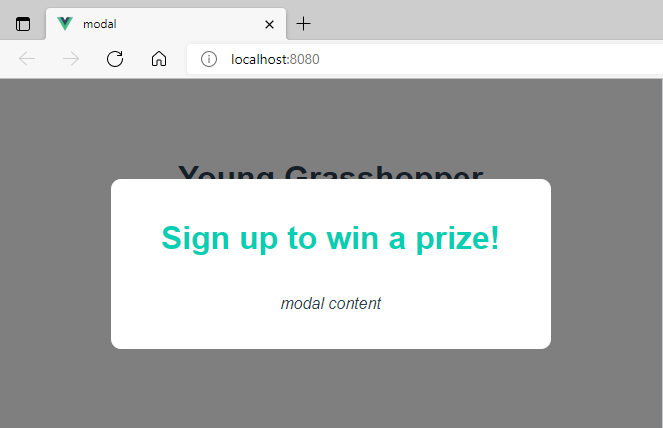 modal
localhost:8080
Young Grasshopper
Sign up to win a prize!
modal content